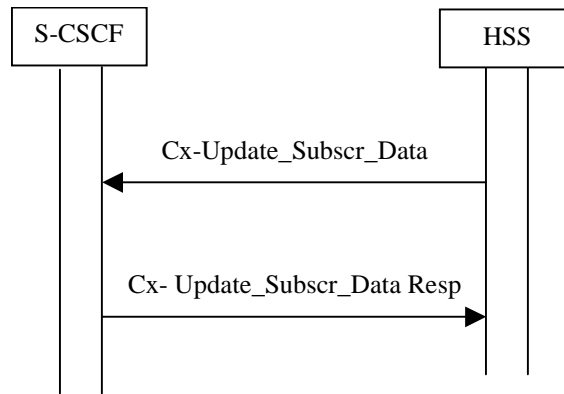 S-CSCF
HSS
Cx-Update_Subscr_Data
Cx- Update_Subscr_Data Resp